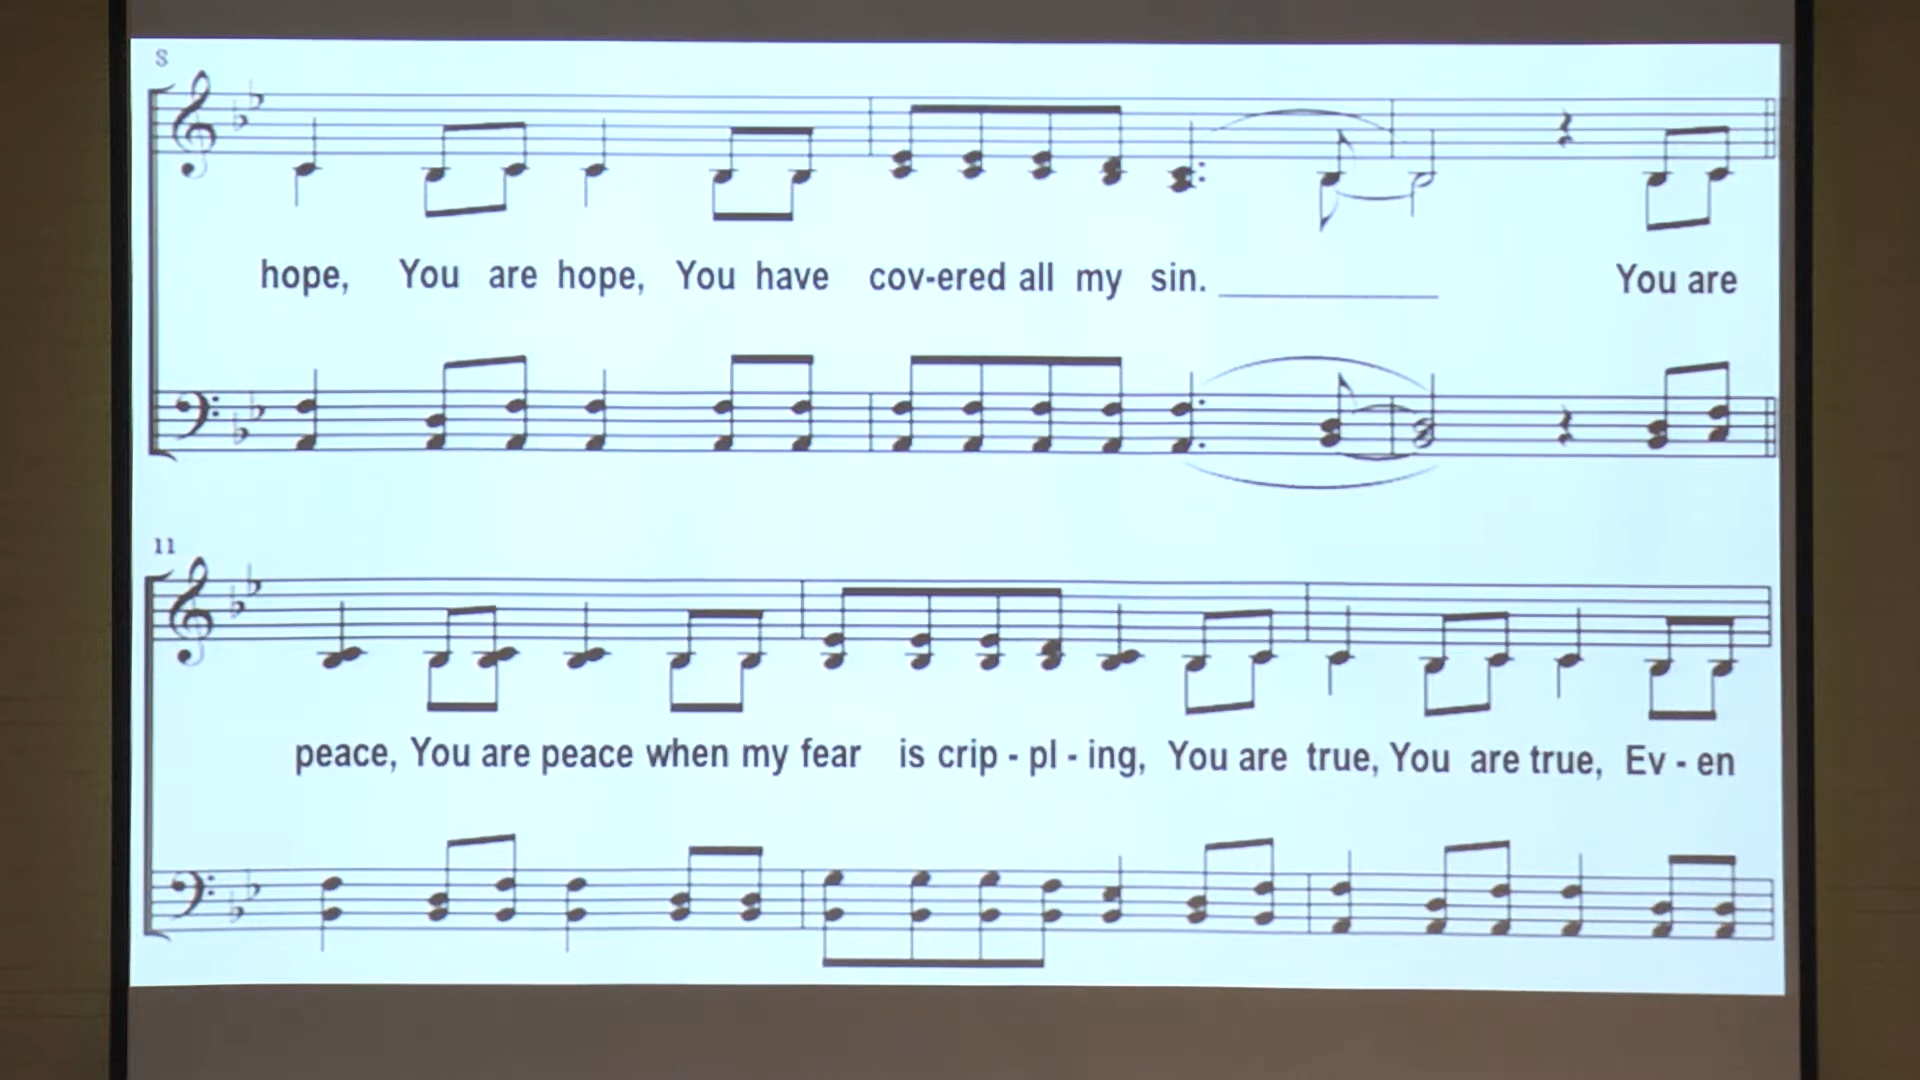 8
hope, You are hope, You have cov-ered all my sin. __________ You are
11
peace, You are peace when my fear is crip - pl - ing, You are true, You are true, Ev - en